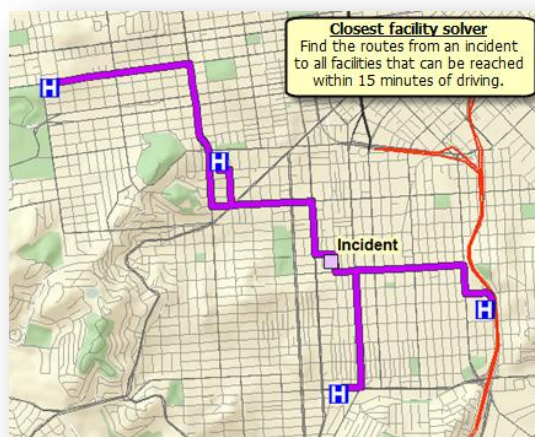 Closest facility solver
Find the routes from an incident
to all facilities that can be reached
within 15 minutes of driving.
H
H
Incident
H
H